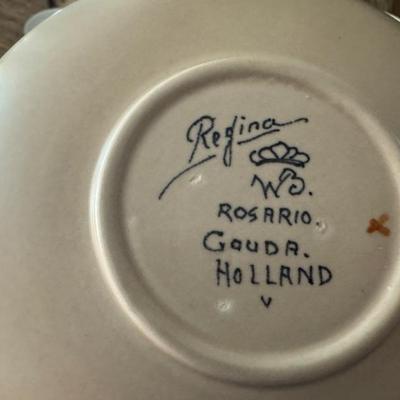 Regina
WB.
ROSARIO.
GOUDA.
HOLLAND
V